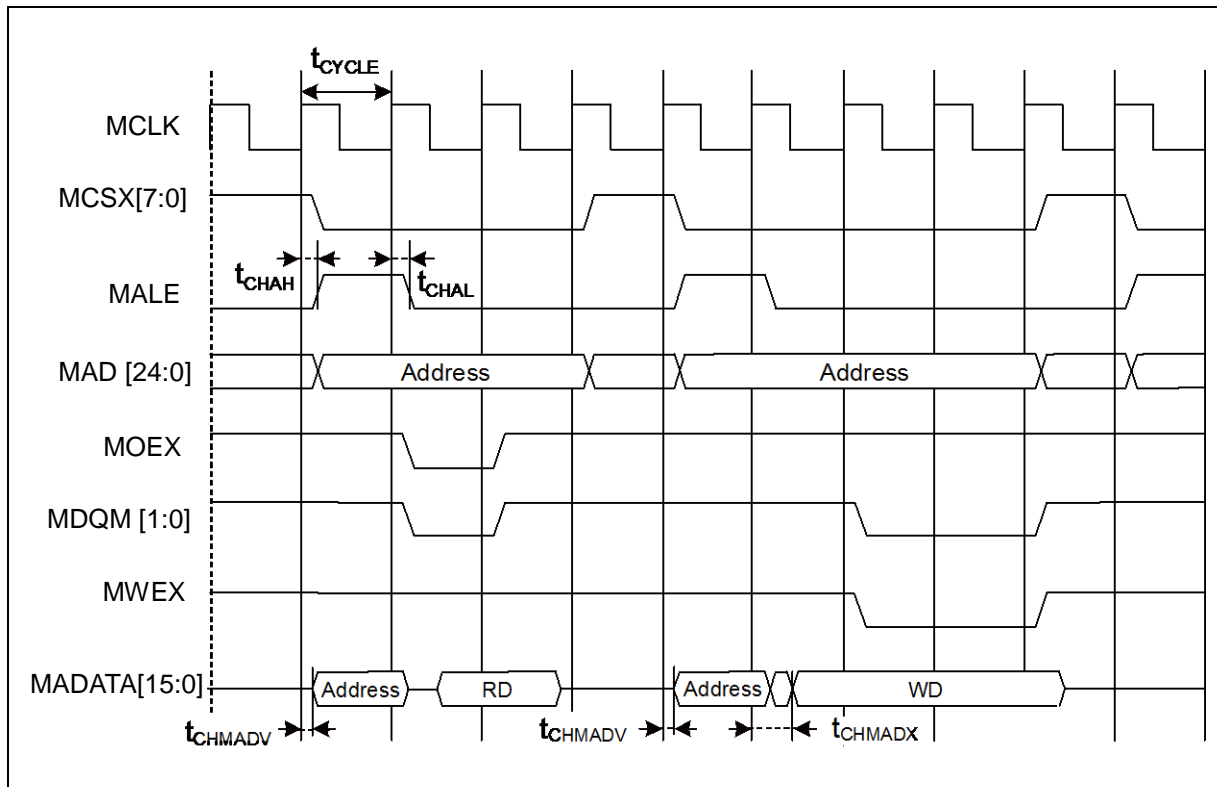 tCYCLE
MCLK
MCSX[7:0]
tCHAH
tCHAL
MALE
MAD [24:0]
Address
Address
MOEX
MDQM [1:0]
MWEX
MADATA[15:0]
Address
RD
Address
WD
tCHMADV
tCHMADV
tCHMADX